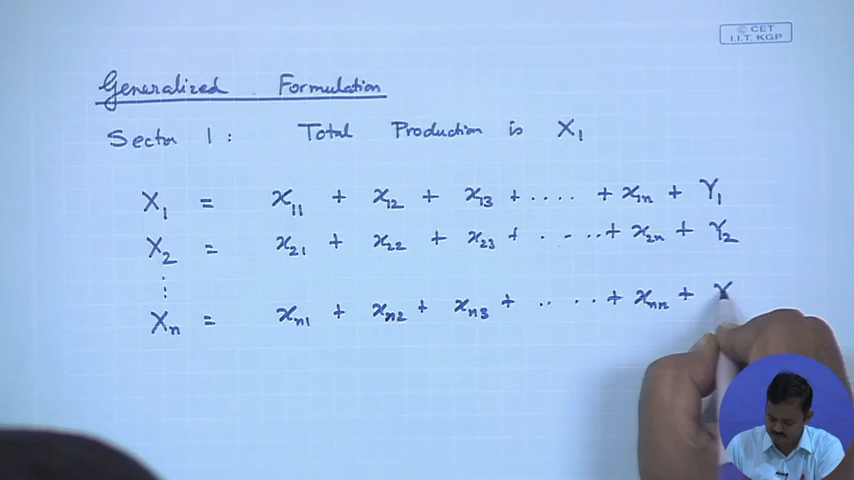 © CET
I.I.T. KGP
Generalized Formulation
Sector 1 : Total Production is X₁
X₁ = x₁₁ + x₁₂ + x₁₃ + .... + x₁ₙ + Y₁
X₂ = x₂₁ + x₂₂ + x₂₃ + . - .. + x₂ₙ + Y₂
⋮
Xₙ = xₙ₁ + xₙ₂ + xₙ₃ + .. .. + xₙₙ + Y